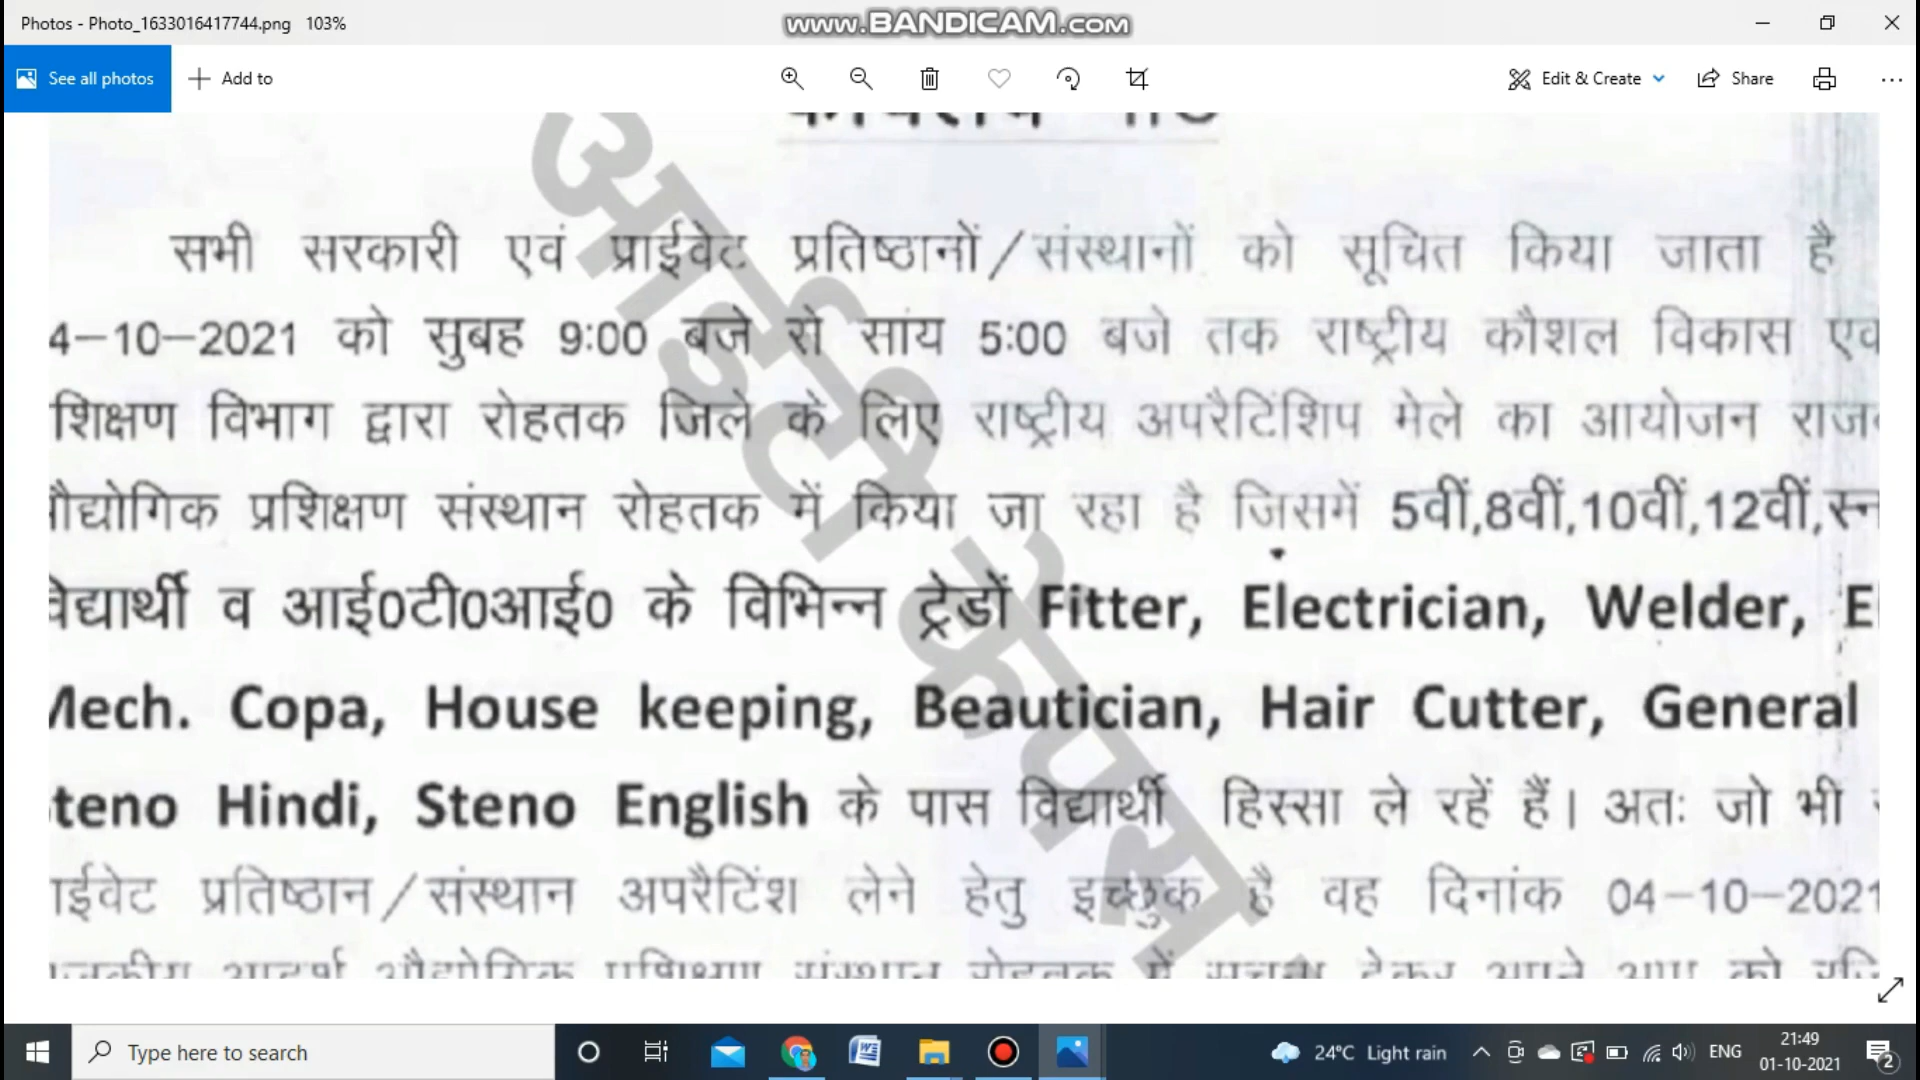 Photos - Photo_1633016417744.png 103%
www.BANDICAM.com
See all photos
Add to
Edit & Create
Share
सभी सरकारी एवं प्राईवेट प्रतिष्ठानों/संस्थानों को सूचित किया जाता है
4-10-2021 को सुबह 9:00 बजे से सांय 5:00 बजे तक राष्ट्रीय कौशल विकास एव
शिक्षण विभाग द्वारा रोहतक जिले के लिए राष्ट्रीय अपरैटिंशिप मेले का आयोजन राज
प्रशिक्षण संस्थान रोहतक में किया जा रहा है जिसमें 5वीं,8वीं,10वीं,12वीं,स्न
व आई0टी0आई0 के विभिन्न ट्रेडों Fitter, Electrician, Welder, E
Mech. Copa, House keeping, Beautician, Hair Cutter, General
teno Hindi, Steno English के पास विद्यार्थी हिस्सा ले रहें हैं। अतः जो भी
ाईवेट प्रतिष्ठान/संस्थान अपरैटिंश लेने हेतु इच्छुक है वह दिनांक 04-10-2021
आईटी कैंपस
Type here to search
24°C Light rain
ENG
21:49
01-10-2021
2